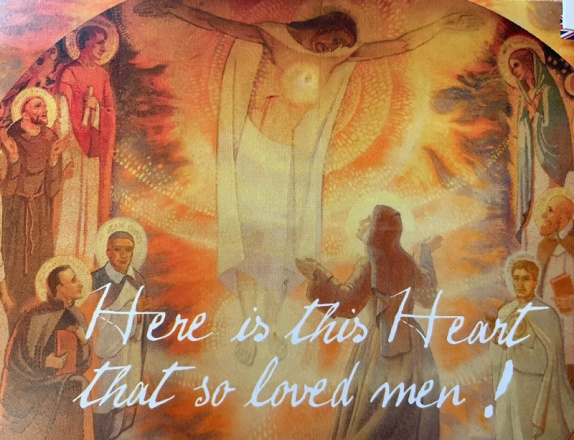 Here is this Heart
that so loved men !